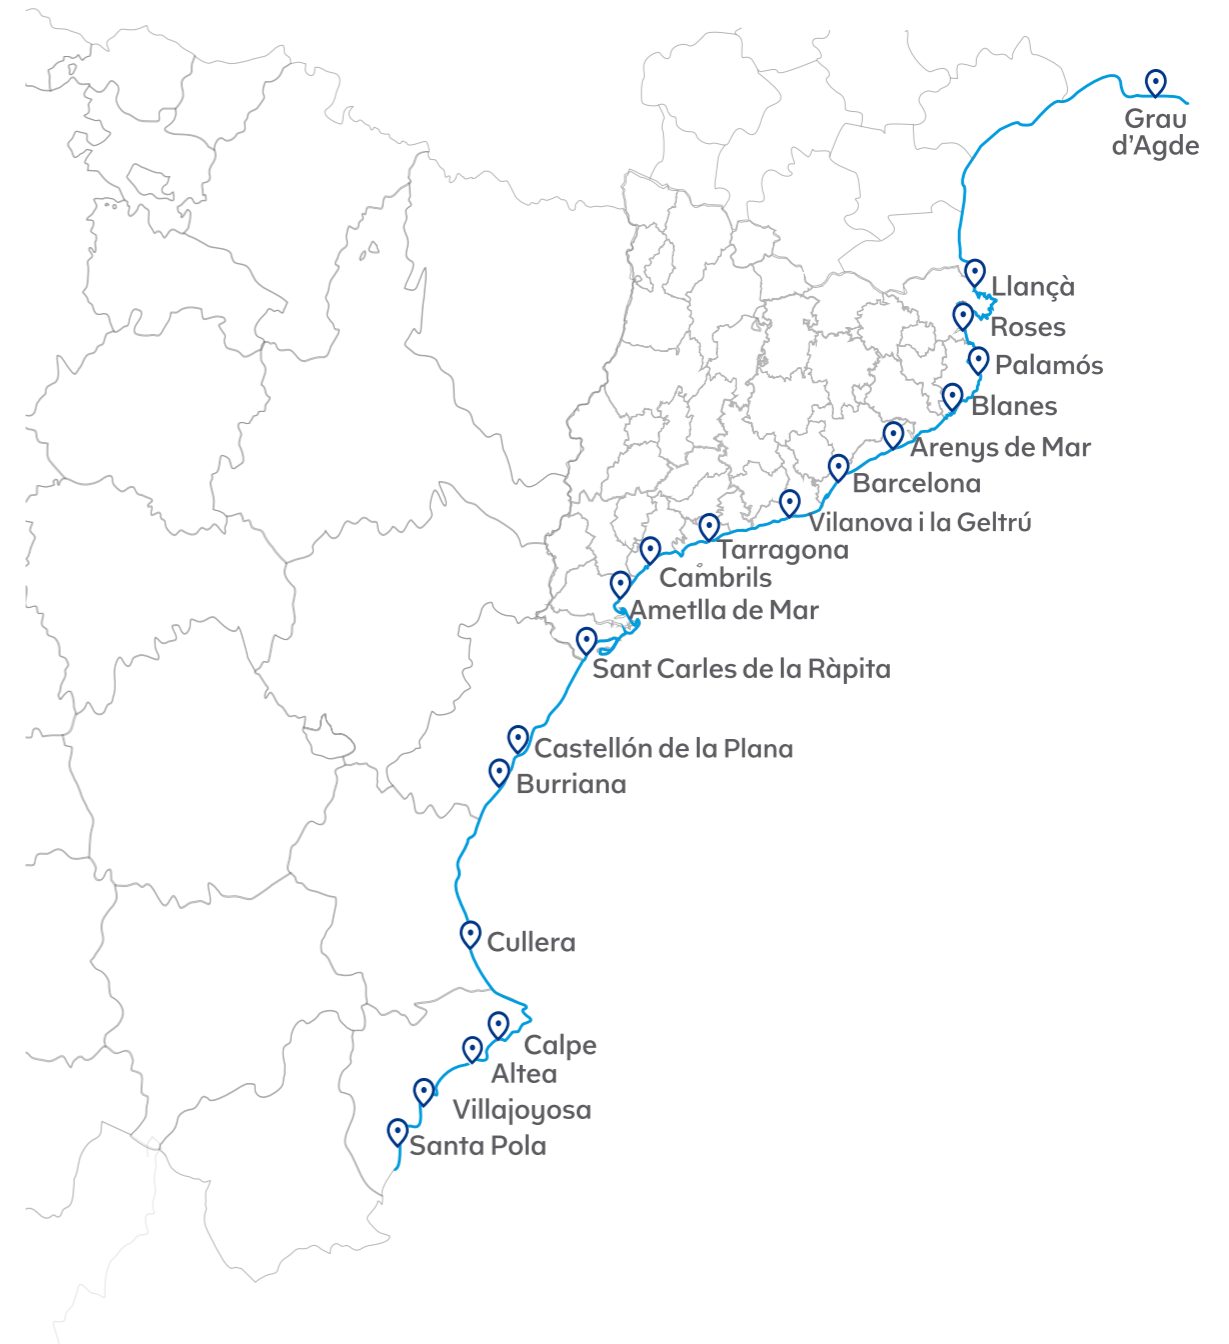 Grau
d’Agde
Llançà
Roses
Palamós
Blanes
Arenys de Mar
Barcelona
Vilanova i la Geltrú
Tarragona
Cambrils
Ametlla de Mar
Sant Carles de la Ràpita
Castellón de la Plana
Burriana
Cullera
Calpe
Altea
Villajoyosa
Santa Pola